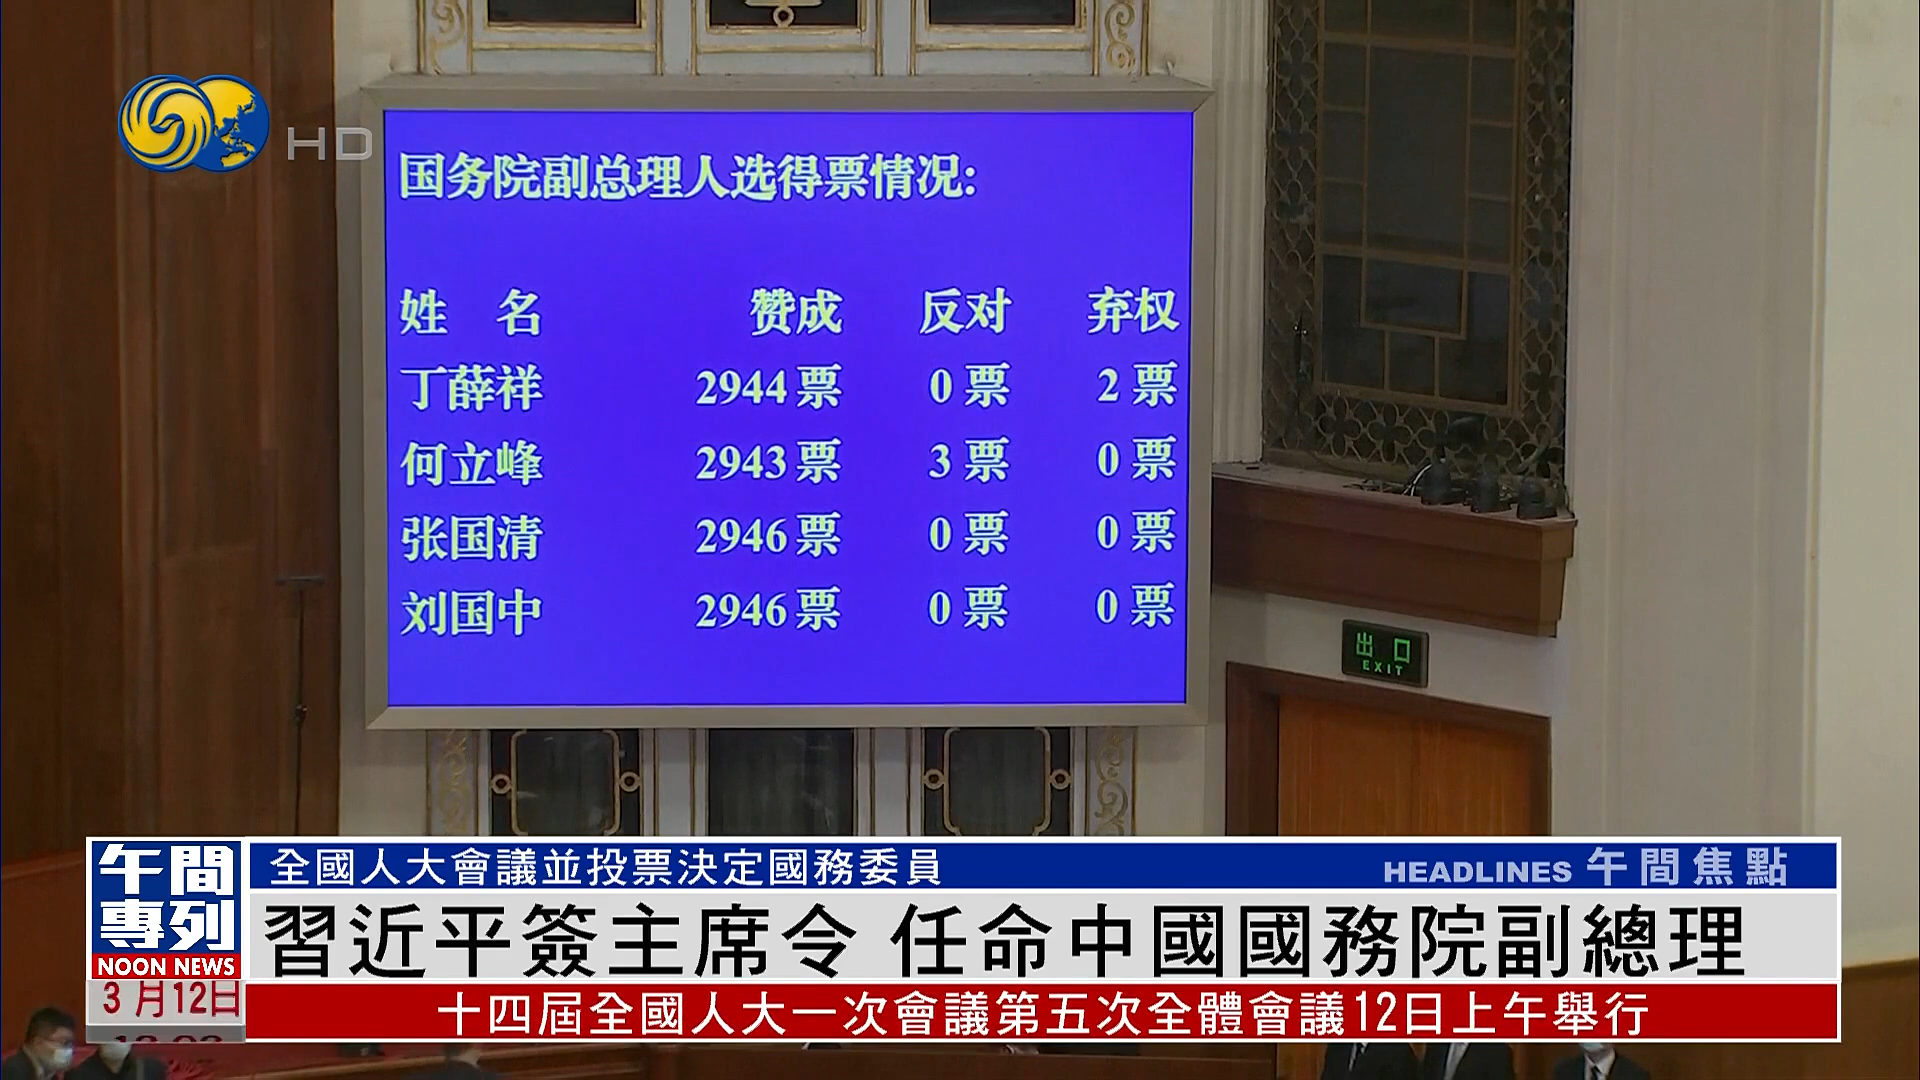 HD
国务院副总理人选得票情况:
姓 名 赞成 反对 弃权
丁薛祥 2944票 0票 2票
何立峰 2943票 3票 0票
张国清 2946票 0票 0票
刘国中 2946票 0票 0票
出口
EXIT
全國人大會議並投票決定國務委員 HEADLINES 午間焦點
午間專列
NOON NEWS
習近平簽主席令 任命中國國務院副總理
3月12日
十四屆全國人大一次會議第五次全體會議12日上午舉行